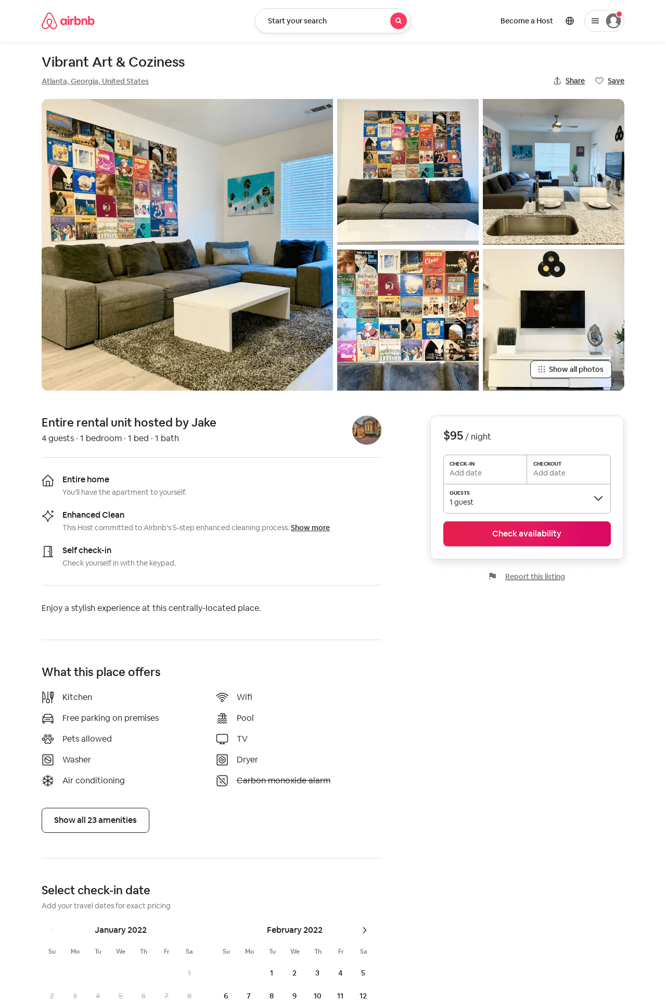 airbnb
Start your search
Become a Host
Vibrant Art & Coziness
Atlanta, Georgia, United States
Share
Save
Show all photos
Entire rental unit hosted by Jake
4 guests · 1 bedroom · 1 bed · 1 bath
Entire home
You’ll have the apartment to yourself.
Enhanced Clean
This Host committed to Airbnb's 5-step enhanced cleaning process. Show more
Self check-in
Check yourself in with the keypad.
$95 / night
CHECK-IN
Add date
CHECKOUT
Add date
GUESTS
1 guest
Check availability
Report this listing
Enjoy a stylish experience at this centrally-located place.
What this place offers
Kitchen
Wifi
Free parking on premises
Pool
Pets allowed
TV
Washer
Dryer
Air conditioning
Carbon monoxide alarm
Show all 23 amenities
Select check-in date
Add your travel dates for exact pricing
January 2022
Su Mo Tu We Th Fr Sa
1
2 3 4 5 6 7 8
February 2022
Su Mo Tu We Th Fr Sa
1 2 3 4 5
6 7 8 9 10 11 12